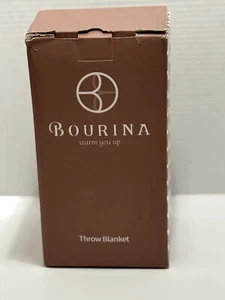 BOURINA
warm you up
Throw Blanket